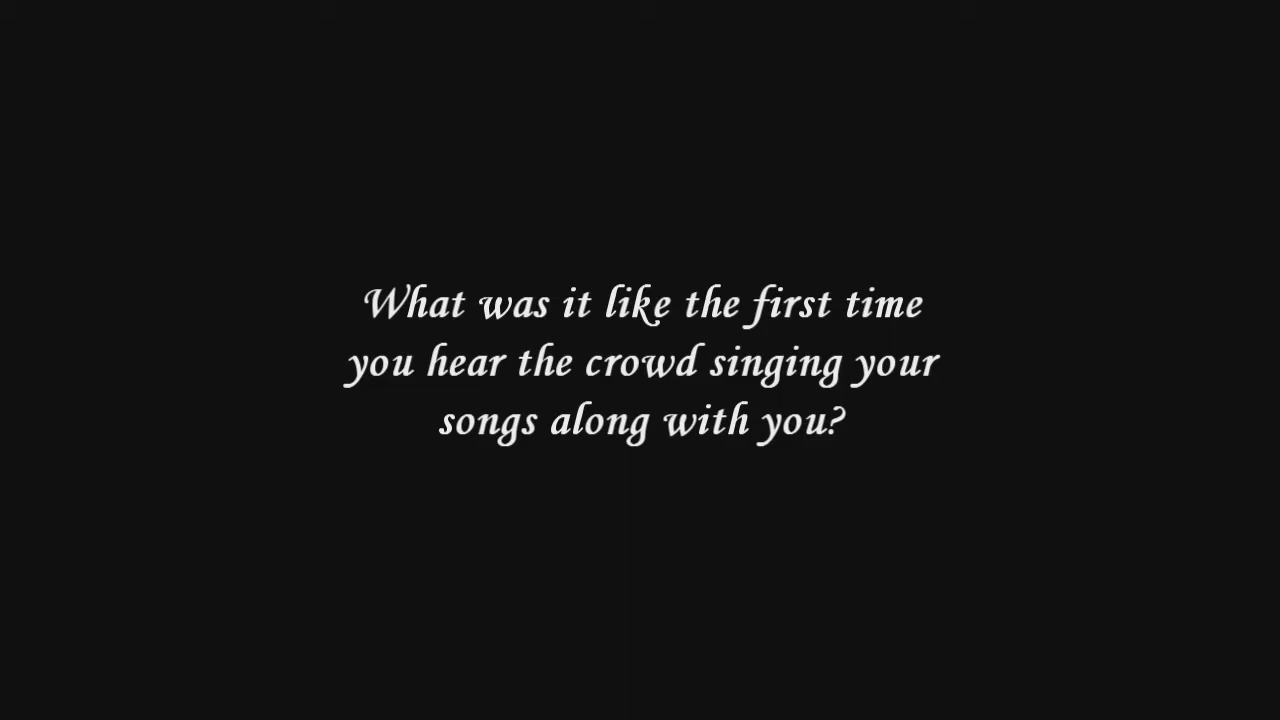 What was it like the first time
you hear the crowd singing your
songs along with you?